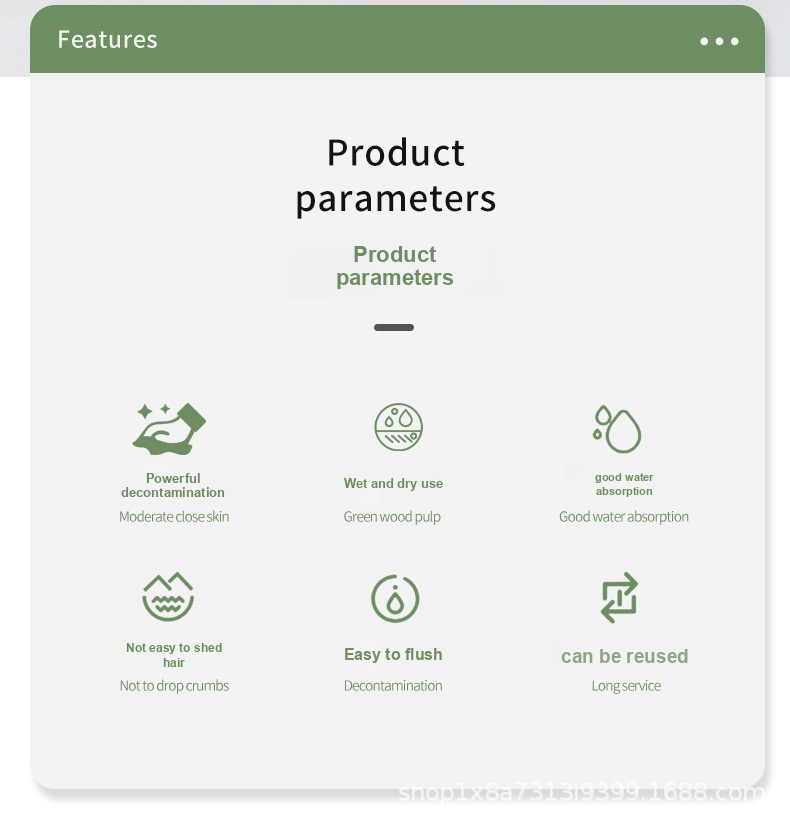 Features
Product
parameters
Product
parameters
Powerful
decontamination
Moderate close skin
Wet and dry use
Green wood pulp
good water
absorption
Good water absorption
Not easy to shed
hair
Not to drop crumbs
Easy to flush
Decontamination
can be reused
Long service
shop1x8a7313l9399.1688.com